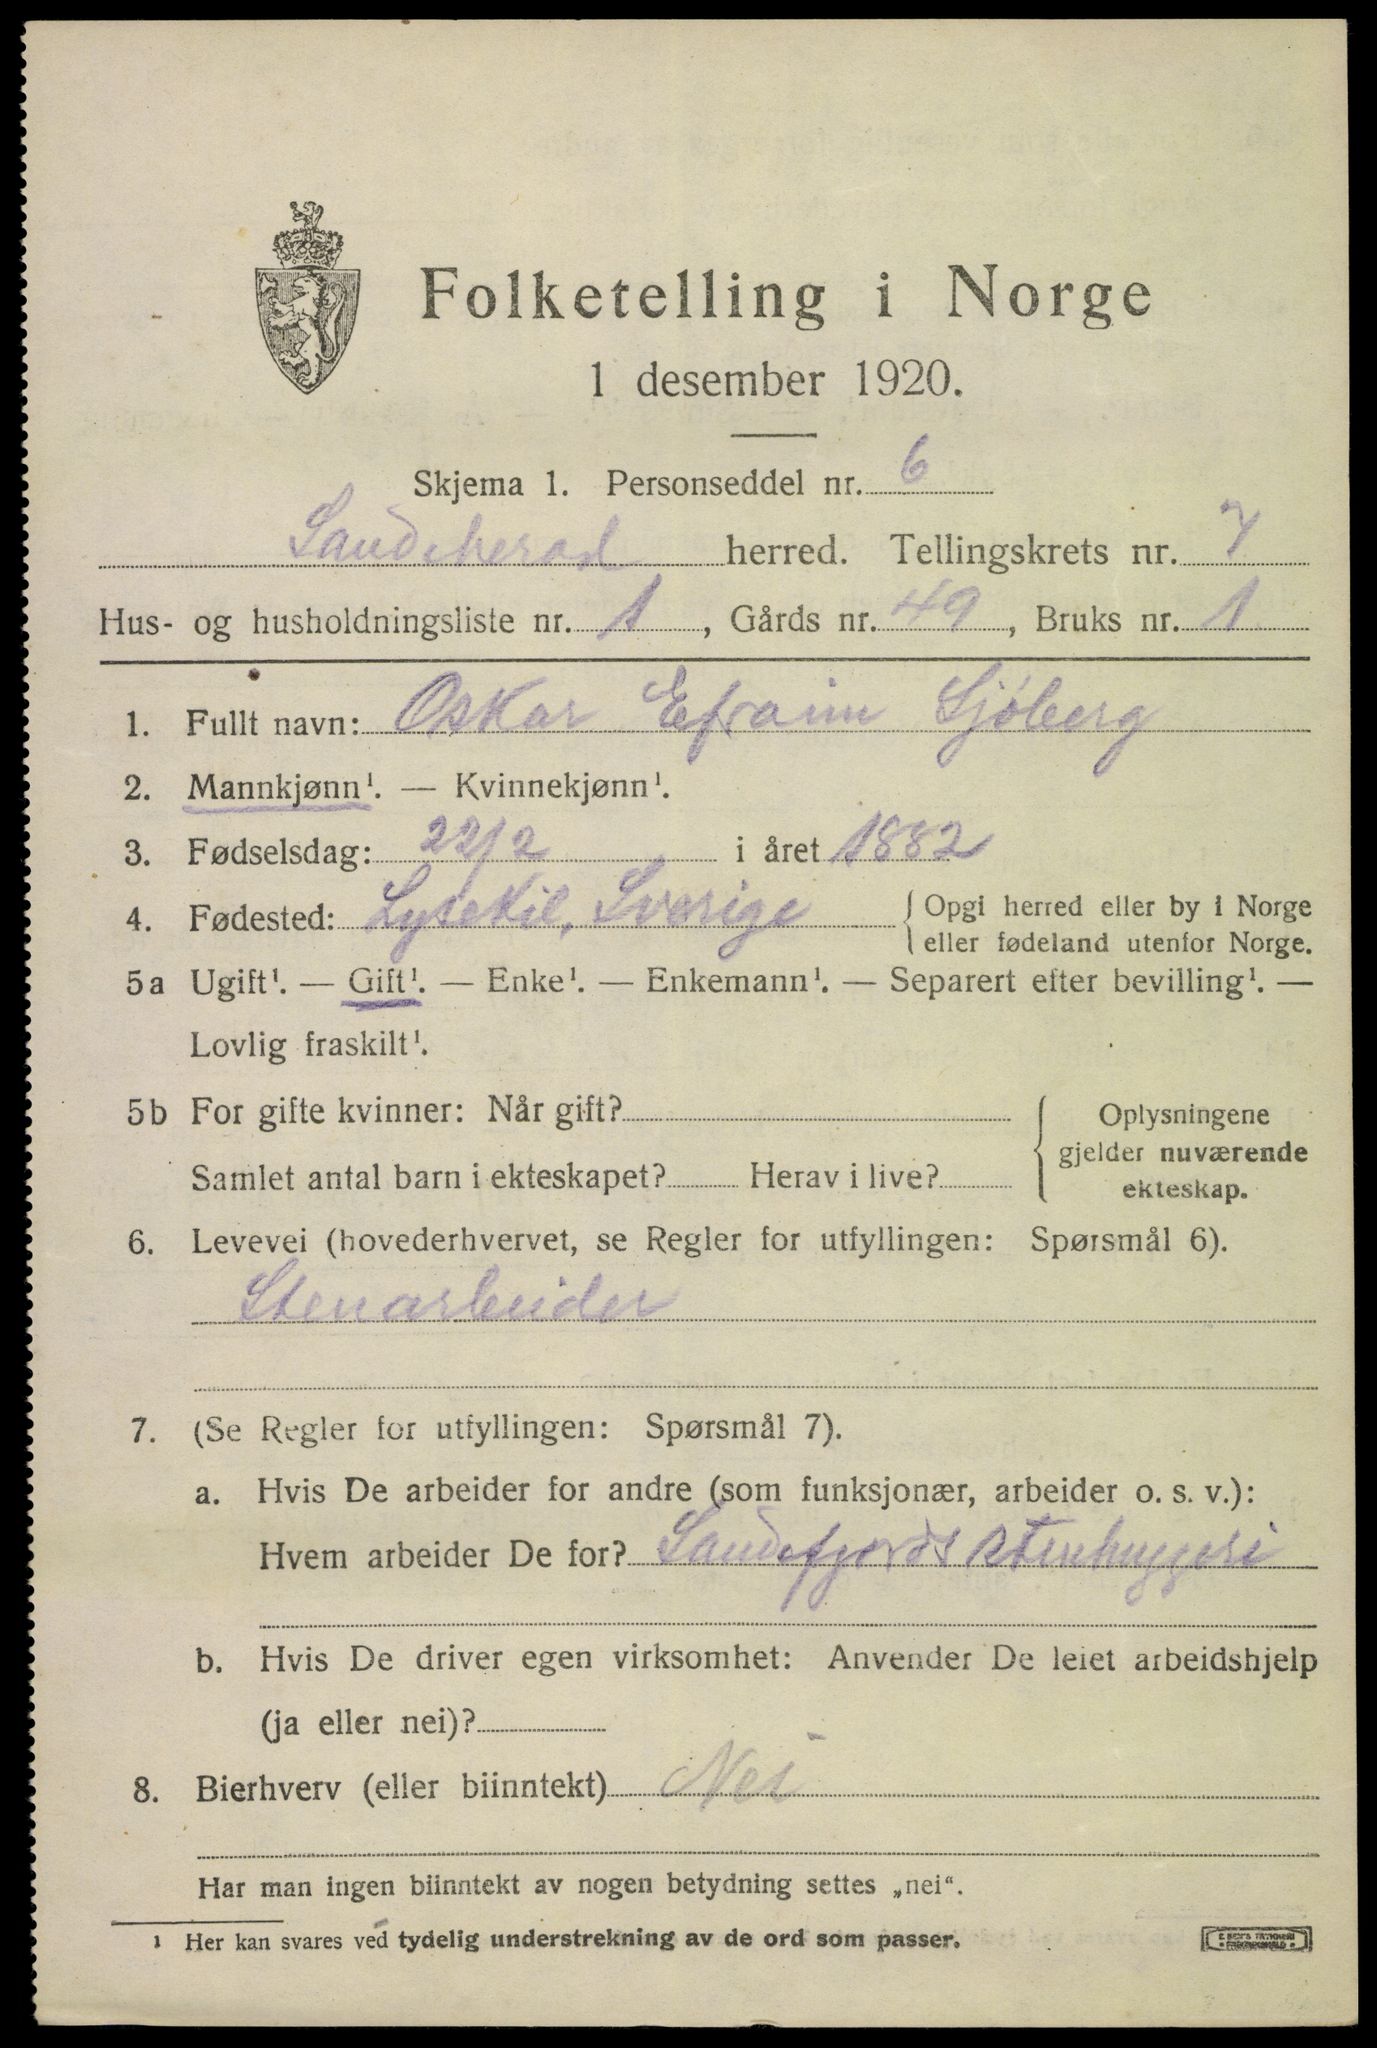 Folketelling i Norge
1 desember 1920.
Skjema 1. Personseddel nr. 6
Sandeherad herred. Tellingskrets nr. 7
Hus- og husholdningsliste nr. 1, Gårds nr. 49, Bruks nr. 1
1. Fullt navn: Oskar Efraim Sjöberg
2. Mannkjønn¹. — Kvinnekjønn¹.
3. Fødselsdag: 22/2 i året 1882
4. Fødested: Lysekil, Sverige { Opgi herred eller by i Norge
eller fødeland utenfor Norge.
5a Ugift¹. — Gift¹. — Enke¹. — Enkemann¹. — Separert efter bevilling¹. —
Lovlig fraskilt¹.
5b For gifte kvinner: Når gift? { Oplysningene
gjelder nuværende
Samlet antal barn i ekteskapet? Herav i live? ekteskap.
6. Levevei (hovederhvervet, se Regler for utfyllingen: Spørsmål 6).
Stenarbeider
7. (Se Regler for utfyllingen: Spørsmål 7).
a. Hvis De arbeider for andre (som funksjonær, arbeider o. s. v.):
Hvem arbeider De for? Sandefjords stenhuggeri
b. Hvis De driver egen virksomhet: Anvender De leiet arbeidshjelp
(ja eller nei)?
8. Bierhverv (eller biinntekt) Nei
Har man ingen biinntekt av nogen betydning settes „nei“.
¹ Her kan svares ved tydelig understrekning av de ord som passer.